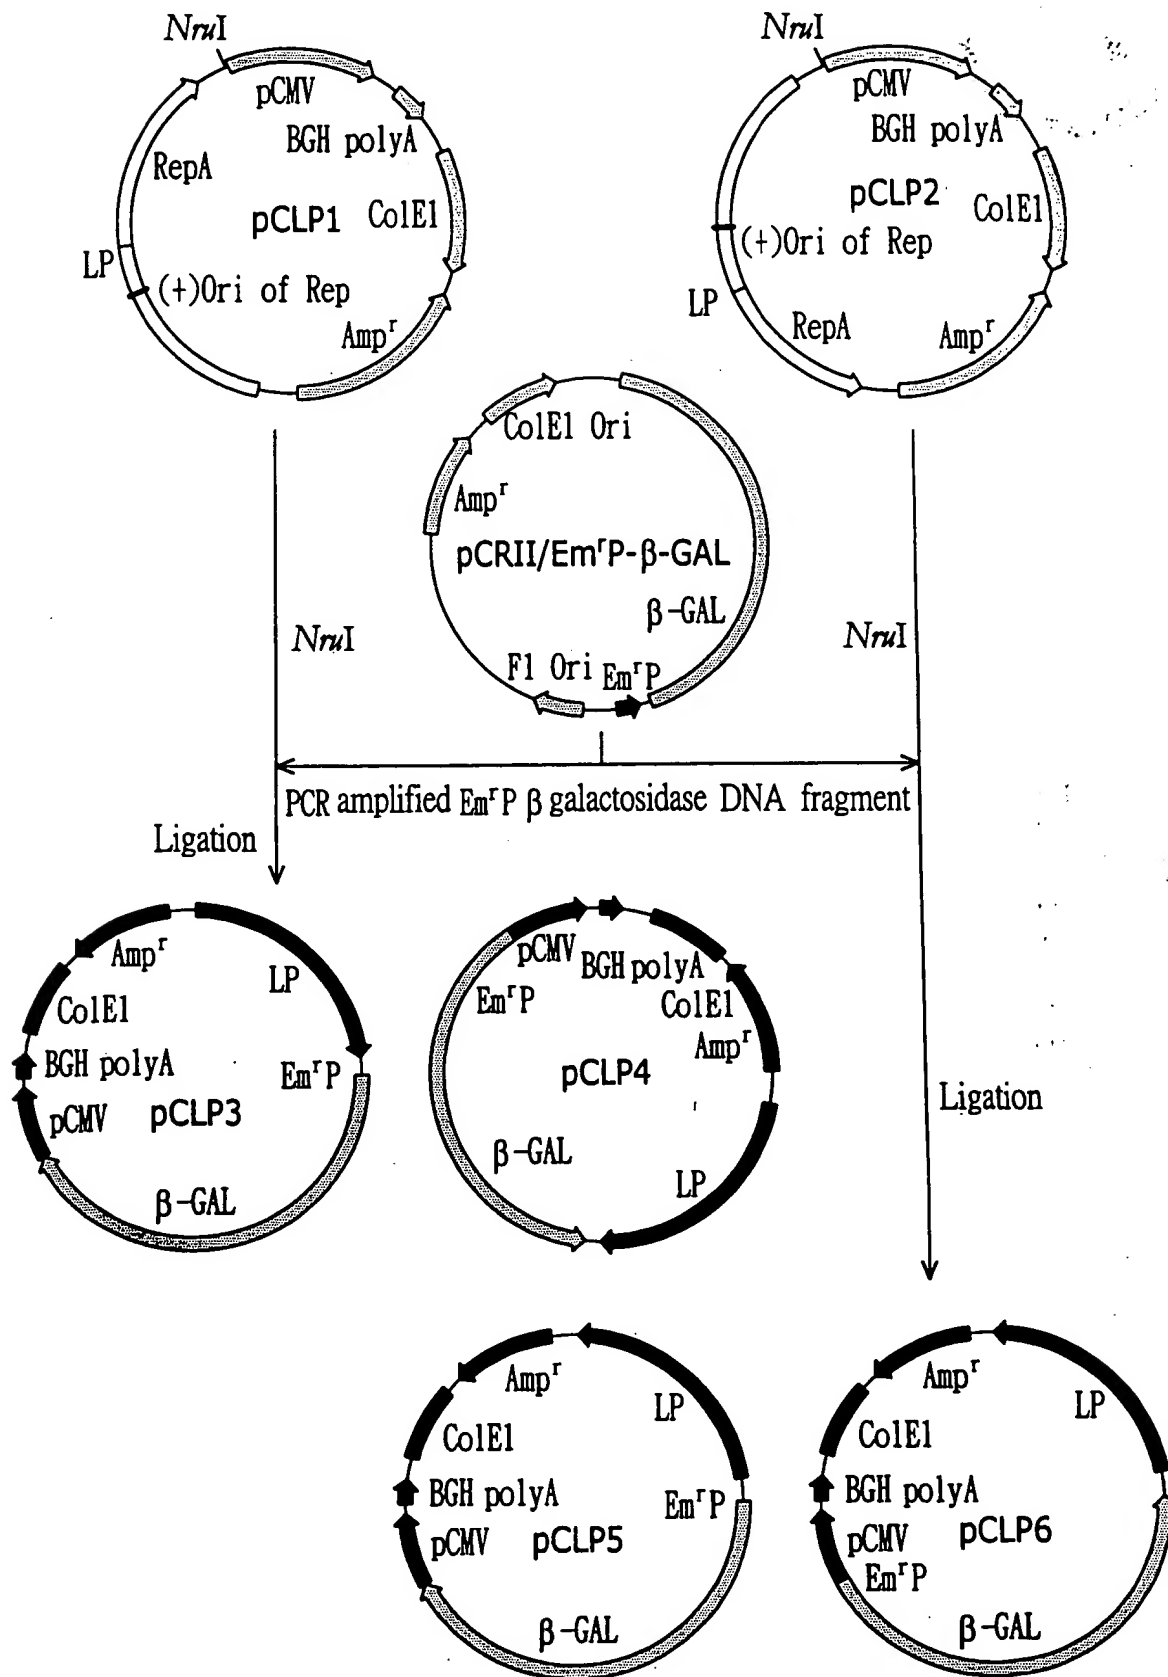 NruI
pCMV
BGH polyA
RepA
pCLP1
ColE1
LP
(+)Ori of Rep
Ampʳ
NruI
pCMV
BGH polyA
pCLP2
ColE1
(+)Ori of Rep
LP
RepA
Ampʳ
ColE1 Ori
Ampʳ
pCRII/EmʳP-β-GAL
β-GAL
F1 Ori
EmʳP
NruI
NruI
PCR amplified EmʳP β galactosidase DNA fragment
Ligation
Ampʳ
LP
ColE1
BGH polyA
EmʳP
pCMV
pCLP3
β-GAL
pCMV
BGH polyA
EmʳP
ColE1
Ampʳ
pCLP4
β-GAL
LP
Ligation
Ampʳ
LP
ColE1
BGH polyA
EmʳP
pCMV
pCLP5
β-GAL
Ampʳ
LP
ColE1
BGH polyA
pCMV
pCLP6
EmʳP
β-GAL